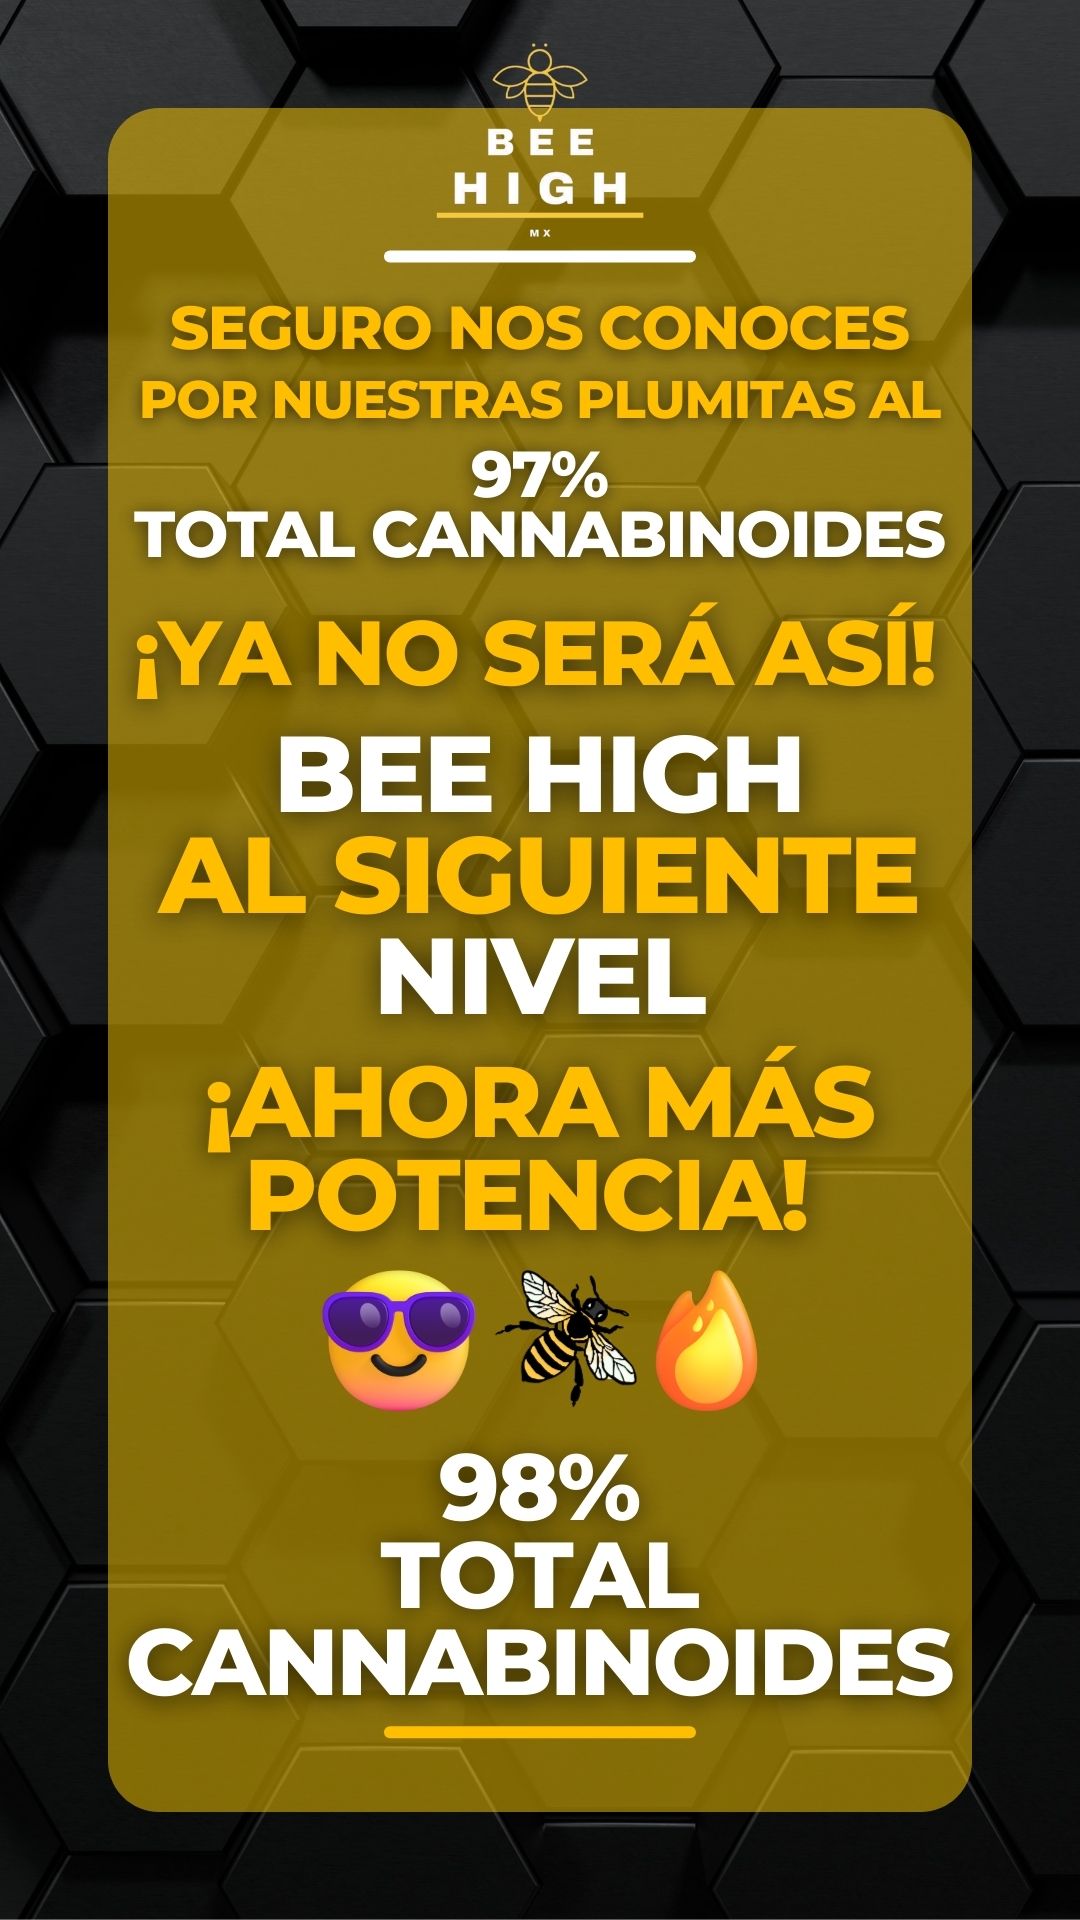 BEE
HIGH
MX
SEGURO NOS CONOCES
POR NUESTRAS PLUMITAS AL
97%
TOTAL CANNABINOIDES
¡YA NO SERÁ ASÍ!
BEE HIGH
AL SIGUIENTE
NIVEL
¡AHORA MÁS
POTENCIA!
98%
TOTAL
CANNABINOIDES